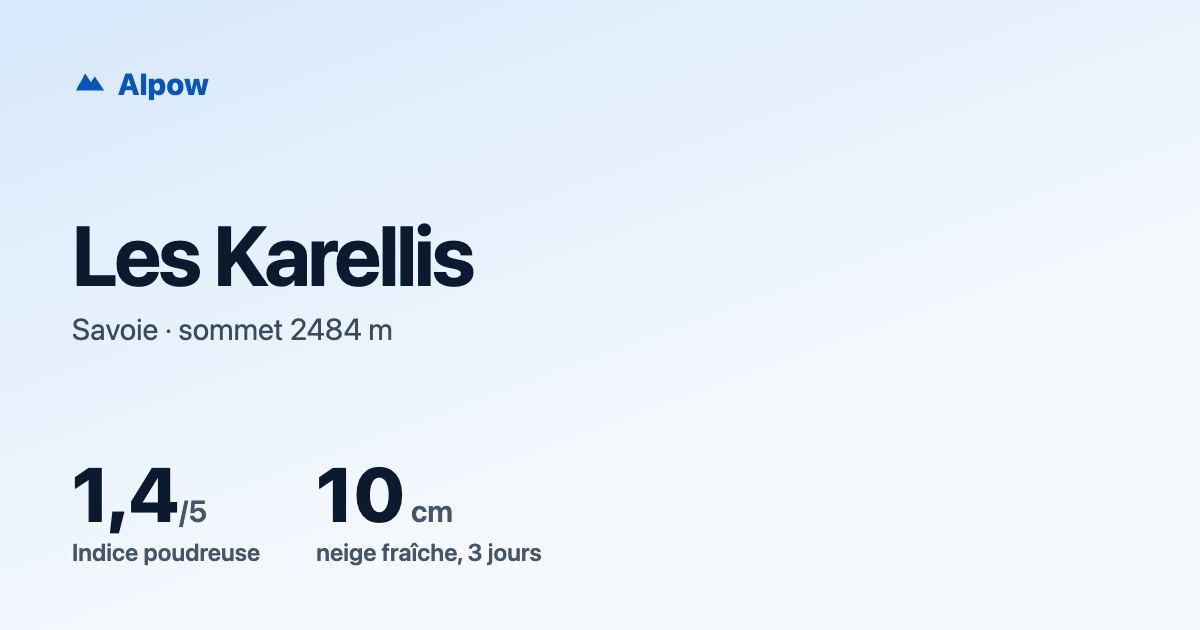 Alpow
Les Karellis
Savoie · sommet 2484 m
1,4/5
Indice poudreuse
10 cm
neige fraîche, 3 jours